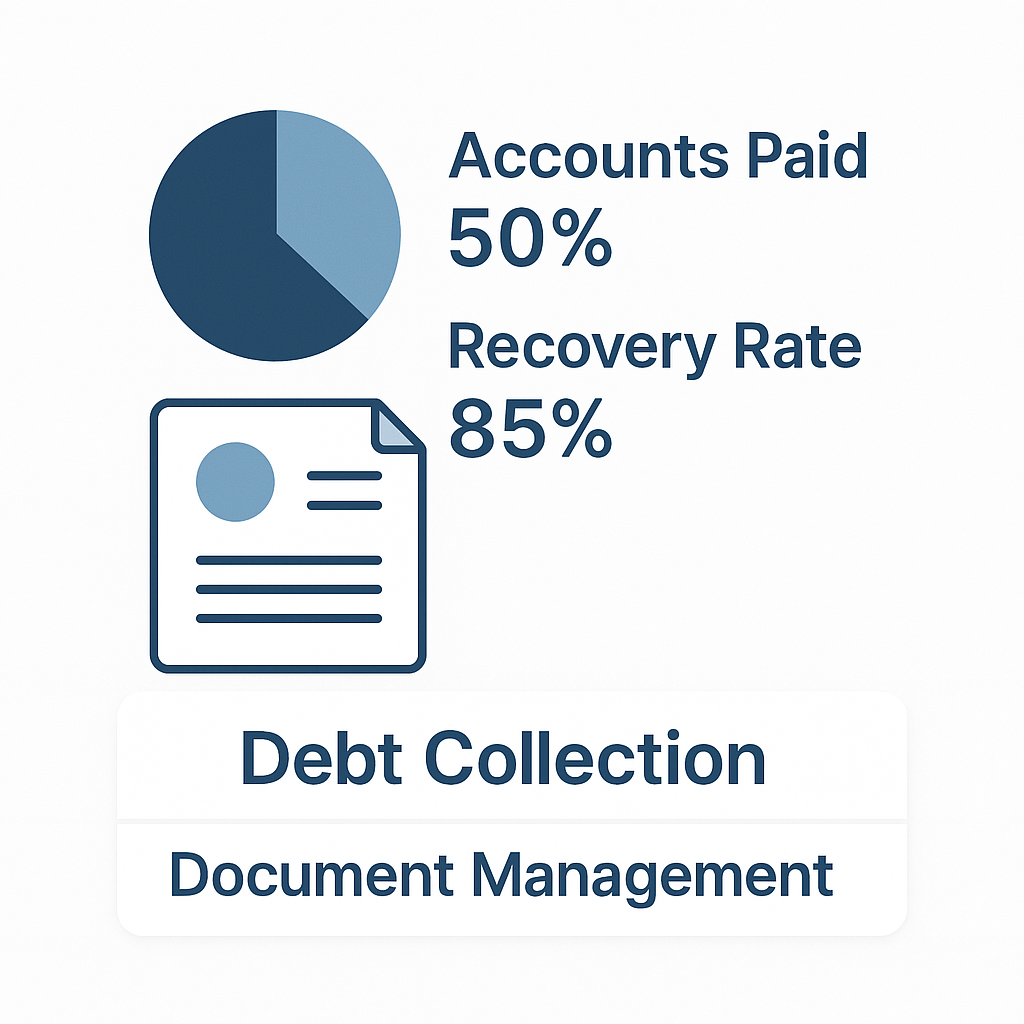 Accounts Paid
50%
Recovery Rate
85%
Debt Collection
Document Management